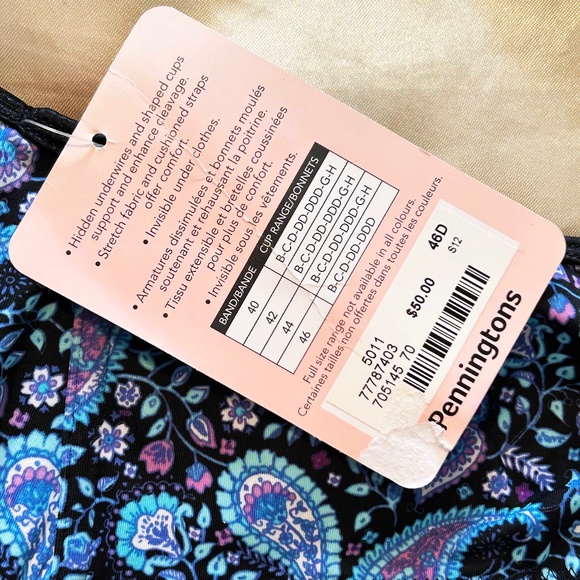 • Hidden underwires and shaped cups
support and enhance cleavage.
• Stretch fabric and cushioned straps
offer comfort.
• Invisible under clothes.
• Armatures dissimulées et bonnets moulés
soutenant et rehaussant la poitrine.
• Tissu extensible et bretelles coussinées
pour plus de confort.
• Invisible sous les vêtements.
BAND/BANDE CUP RANGE/BONNETS
40 B-C-D-DD-DDD-G-H
42 B-C-D-DD-DDD-G-H
44 B-C-D-DD-DDD-G-H
46 B-C-D-DD-DDD
Full size range not available in all colours.
Certaines tailles non offertes dans toutes les couleurs.
5011
77787403
705145 70
$50.00
46D
S12
Penningtons